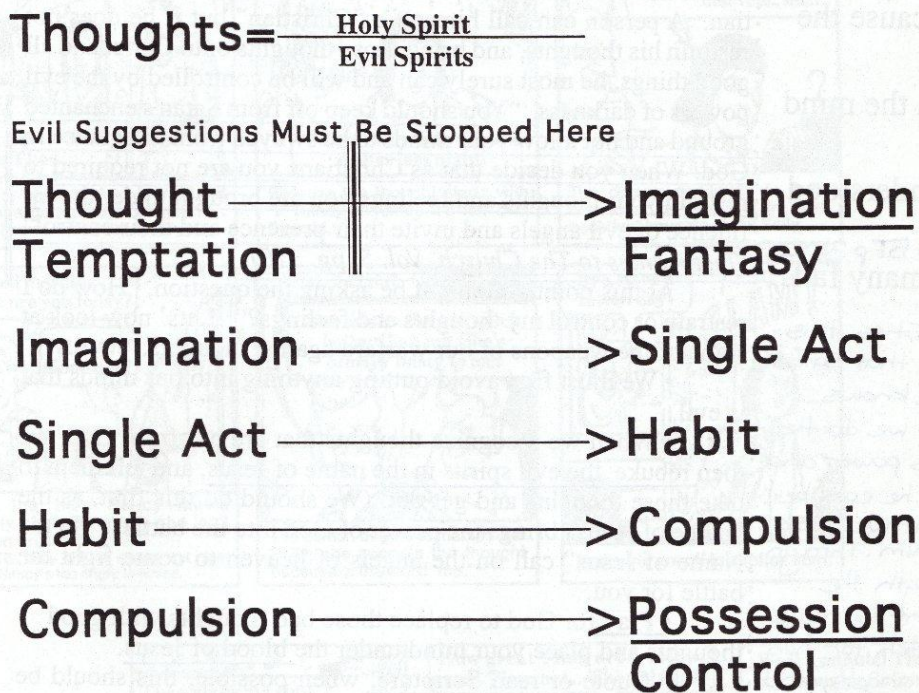 Thoughts= Holy Spirit
Evil Spirits
Evil Suggestions Must Be Stopped Here
Thought > Imagination
Temptation Fantasy
Imagination > Single Act
Single Act > Habit
Habit > Compulsion
Compulsion > Possession
Control